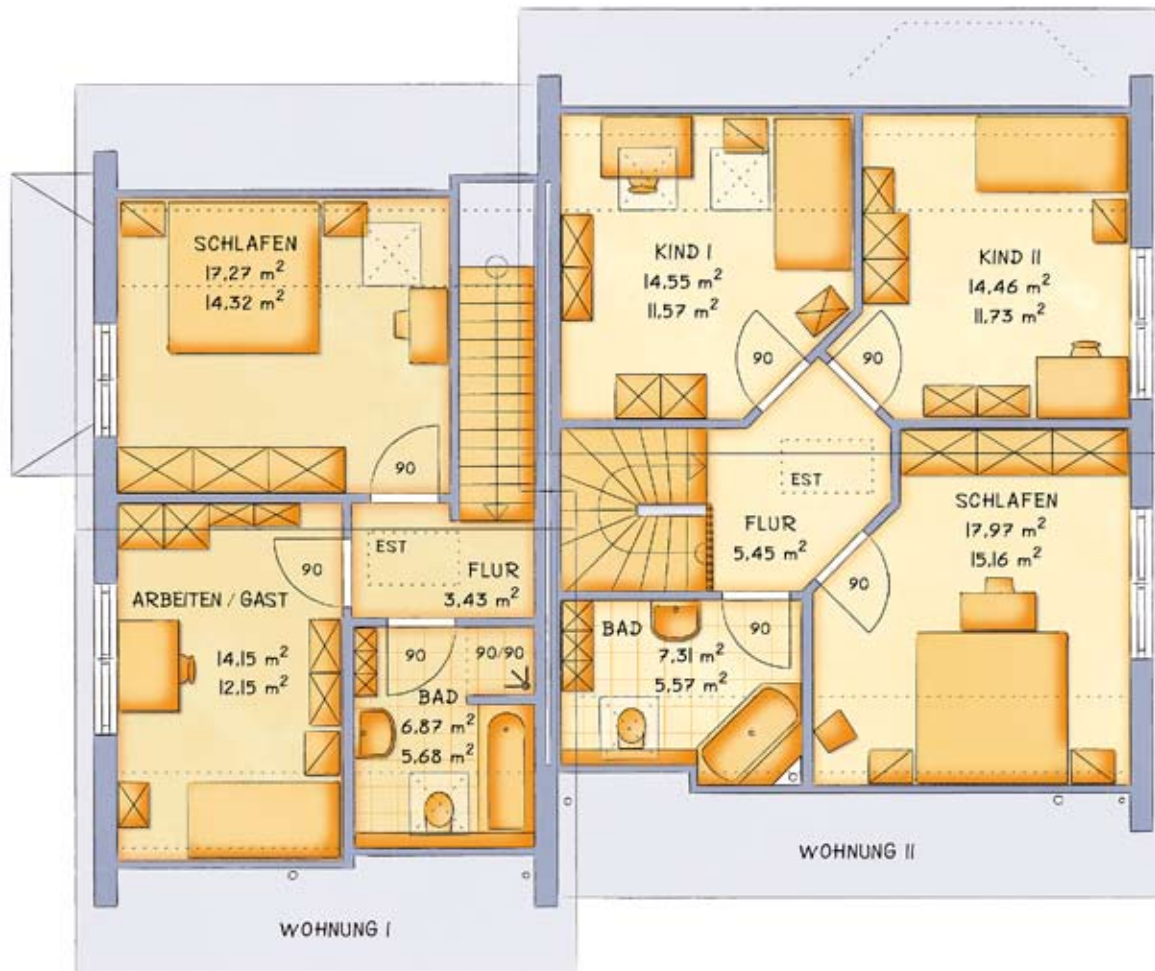 SCHLAFEN
17,27 m²
14,32 m²
90
ARBEITEN / GAST
14,15 m²
12,15 m²
90
EST
FLUR
3,43 m²
90
90/90
BAD
6,87 m²
5,68 m²
WOHNUNG I
KIND I
14,55 m²
11,57 m²
90
KIND II
14,46 m²
11,73 m²
90
EST
FLUR
5,45 m²
SCHLAFEN
17,97 m²
15,16 m²
90
BAD
7,31 m²
5,57 m²
90
WOHNUNG II